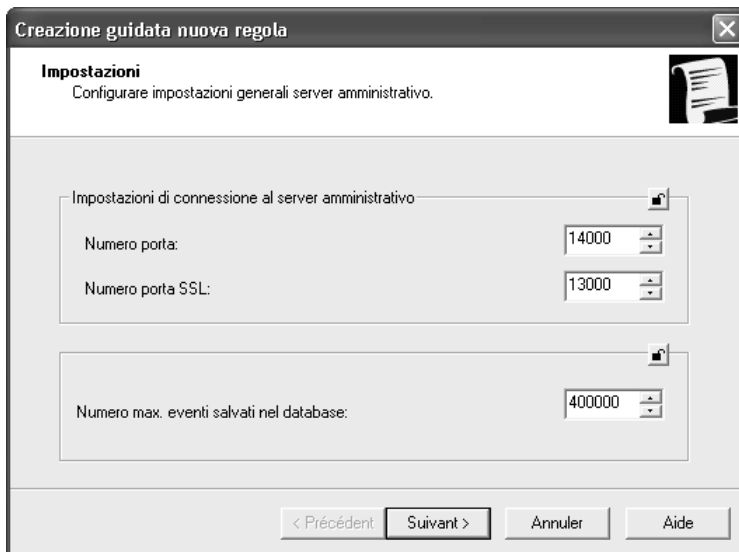 Creazione guidata nuova regola
Impostazioni
Configurare impostazioni generali server amministrativo.
Impostazioni di connessione al server amministrativo
Numero porta: 14000
Numero porta SSL: 13000
Numero max. eventi salvati nel database: 400000
< Précédent Suivant > Annuler Aide